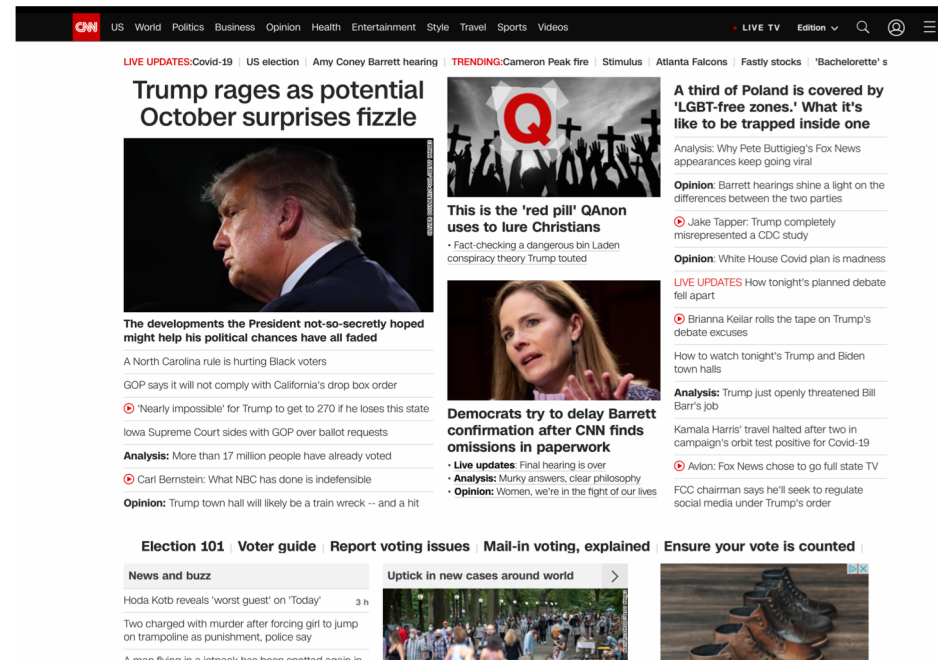 CNN US World Politics Business Opinion Health Entertainment Style Travel Sports Videos LIVE TV Edition
LIVE UPDATES:Covid-19 US election Amy Coney Barrett hearing TRENDING:Cameron Peak fire Stimulus Atlanta Falcons Fastly stocks 'Bachelorette' s
Trump rages as potential
October surprises fizzle
The developments the President not-so-secretly hoped
might help his political chances have all faded
A North Carolina rule is hurting Black voters
GOP says it will not comply with California's drop box order
'Nearly impossible' for Trump to get to 270 if he loses this state
Iowa Supreme Court sides with GOP over ballot requests
Analysis: More than 17 million people have already voted
Carl Bernstein: What NBC has done is indefensible
Opinion: Trump town hall will likely be a train wreck -- and a hit
Q
This is the 'red pill' QAnon
uses to lure Christians
• Fact-checking a dangerous bin Laden
conspiracy theory Trump touted
Democrats try to delay Barrett
confirmation after CNN finds
omissions in paperwork
• Live updates: Final hearing is over
• Analysis: Murky answers, clear philosophy
• Opinion: Women, we're in the fight of our lives
A third of Poland is covered by
'LGBT-free zones.' What it's
like to be trapped inside one
Analysis: Why Pete Buttigieg's Fox News
appearances keep going viral
Opinion: Barrett hearings shine a light on the
differences between the two parties
Jake Tapper: Trump completely
misrepresented a CDC study
Opinion: White House Covid plan is madness
LIVE UPDATES How tonight's planned debate
fell apart
Brianna Keilar rolls the tape on Trump's
debate excuses
How to watch tonight's Trump and Biden
town halls
Analysis: Trump just openly threatened Bill
Barr's job
Kamala Harris' travel halted after two in
campaign's orbit test positive for Covid-19
Avlon: Fox News chose to go full state TV
FCC chairman says he'll seek to regulate
social media under Trump's order
Election 101 Voter guide Report voting issues Mail-in voting, explained Ensure your vote is counted
News and buzz
Hoda Kotb reveals 'worst guest' on 'Today' 3 h
Two charged with murder after forcing girl to jump
on trampoline as punishment, police say
A man flying in a jetpack has been spotted again in
Uptick in new cases around world